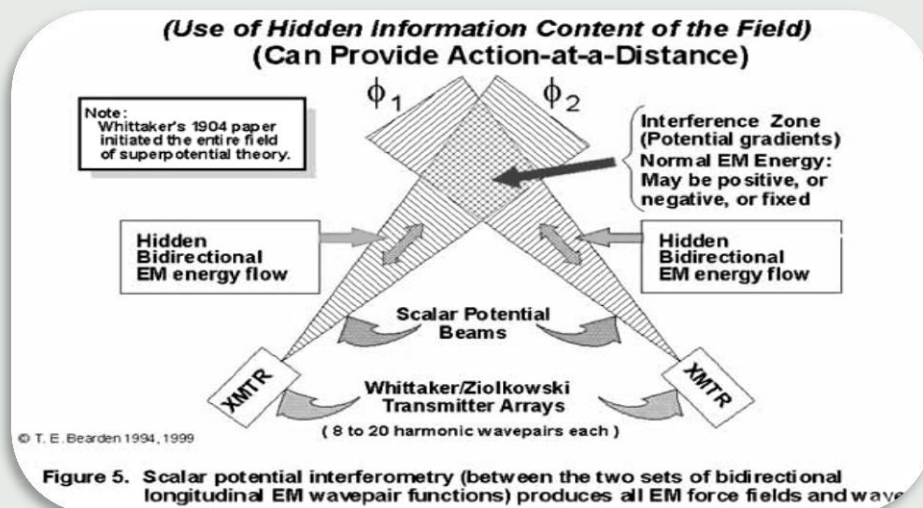 (Use of Hidden Information Content of the Field)
(Can Provide Action-at-a-Distance)
ϕ1
ϕ2
Note:
Whittaker's 1904 paper
initiated the entire field
of superpotential theory.
Interference Zone
(Potential gradients)
Normal EM Energy:
May be positive, or
negative, or fixed
Hidden
Bidirectional
EM energy flow
Hidden
Bidirectional
EM energy flow
Scalar Potential
Beams
XMTR
XMTR
Whittaker/Ziolkowski
Transmitter Arrays
( 8 to 20 harmonic wavepairs each )
© T. E. Bearden 1994, 1999
Figure 5. Scalar potential interferometry (between the two sets of bidirectional
longitudinal EM wavepair functions) produces all EM force fields and wave